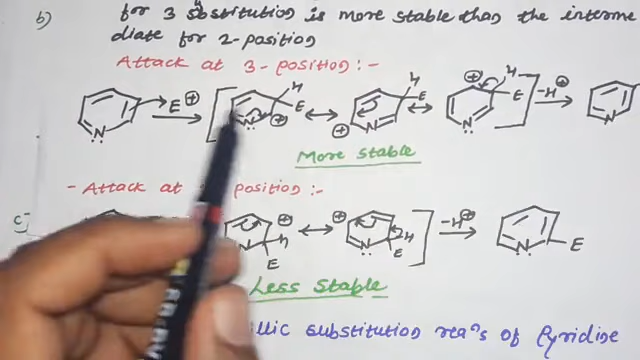 b) for 3 substitution is more stable than the interme
diate for 2-position
Attack at 3-position:-
N E ⊕ N H E ⊕ ↔ ⊕ N H E ↔ ⊕ N H E -H⊕ N
More stable
- Attack at position:-
c- N H E ⊕ ↔ ⊕ N H E -H⊕ N E
Less Stable
substitution reaⁿs of Pyridine